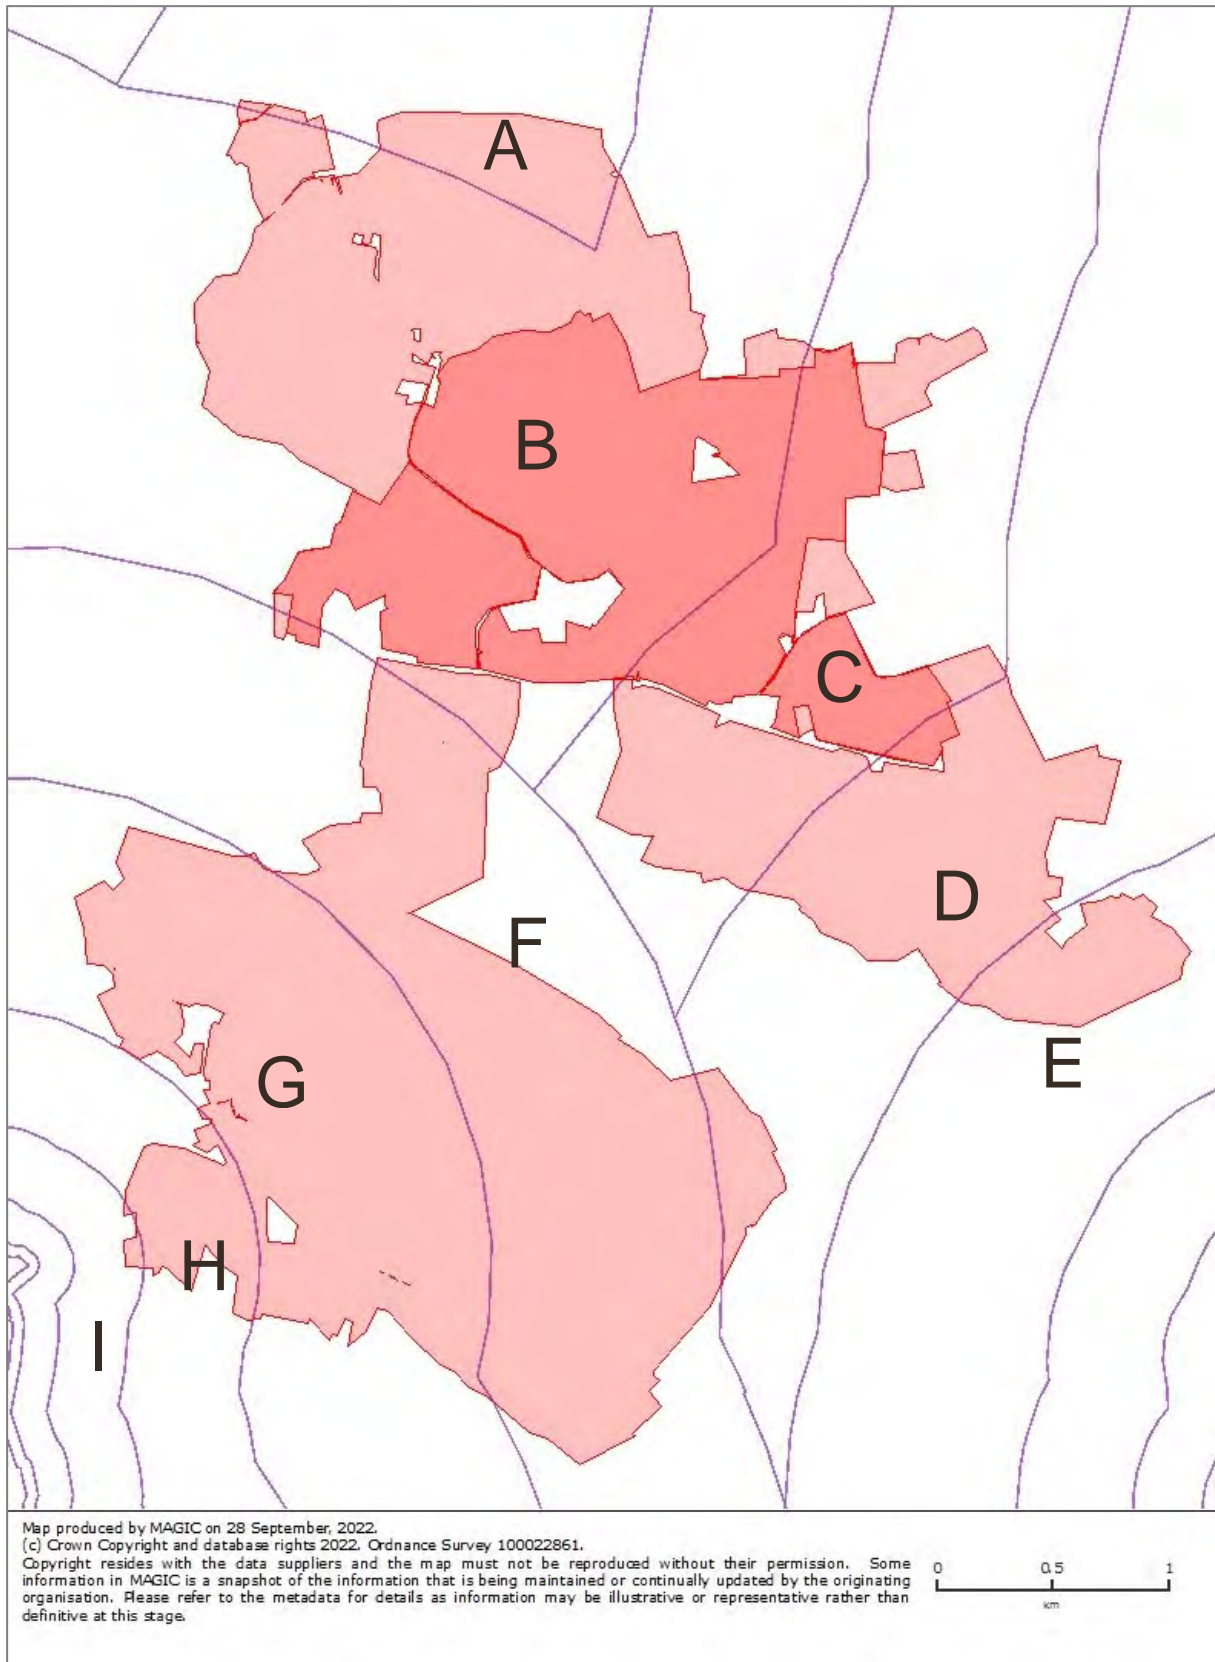 A
B
C
D
F
E
G
H
I
Map produced by MAGIC on 28 September, 2022.
(c) Crown Copyright and database rights 2022. Ordnance Survey 100022861.
Copyright resides with the data suppliers and the map must not be reproduced without their permission. Some
information in MAGIC is a snapshot of the information that is being maintained or continually updated by the originating
organisation. Please refer to the metadata for details as information may be illustrative or representative rather than
definitive at this stage.
0 0.5 1
km